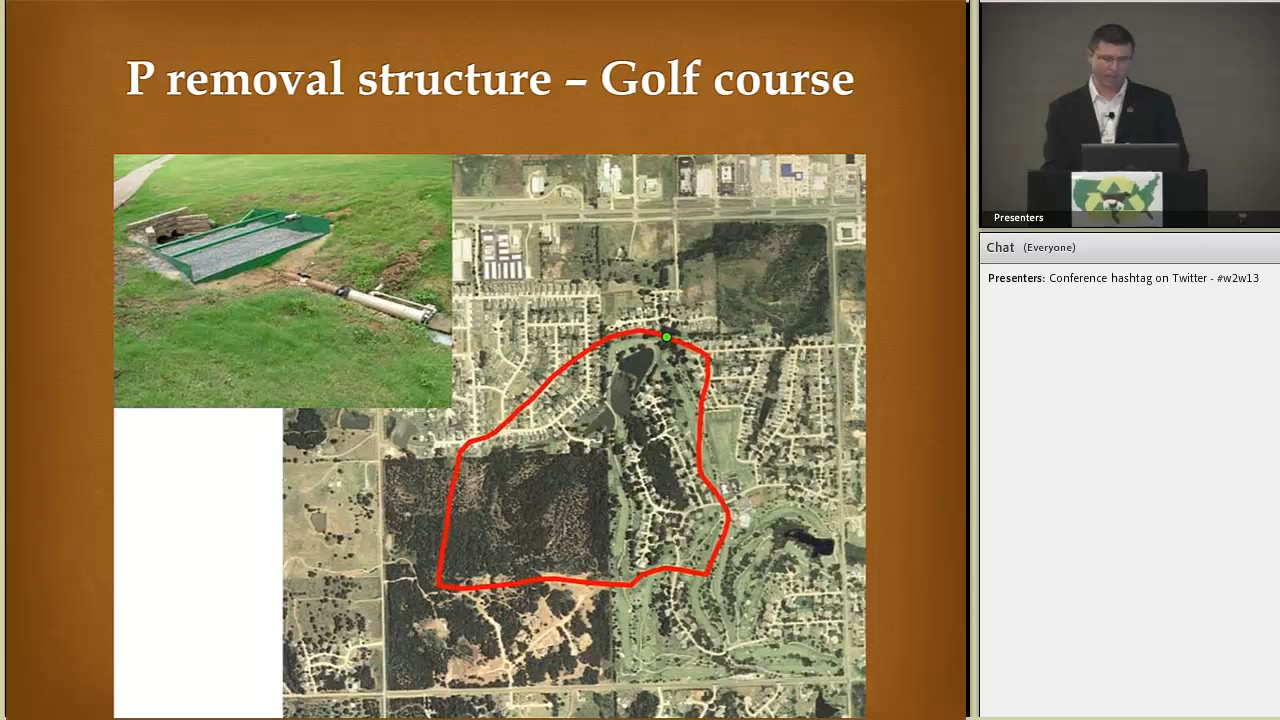 P removal structure – Golf course
Presenters
Chat (Everyone)
Presenters: Conference hashtag on Twitter - #w2w13